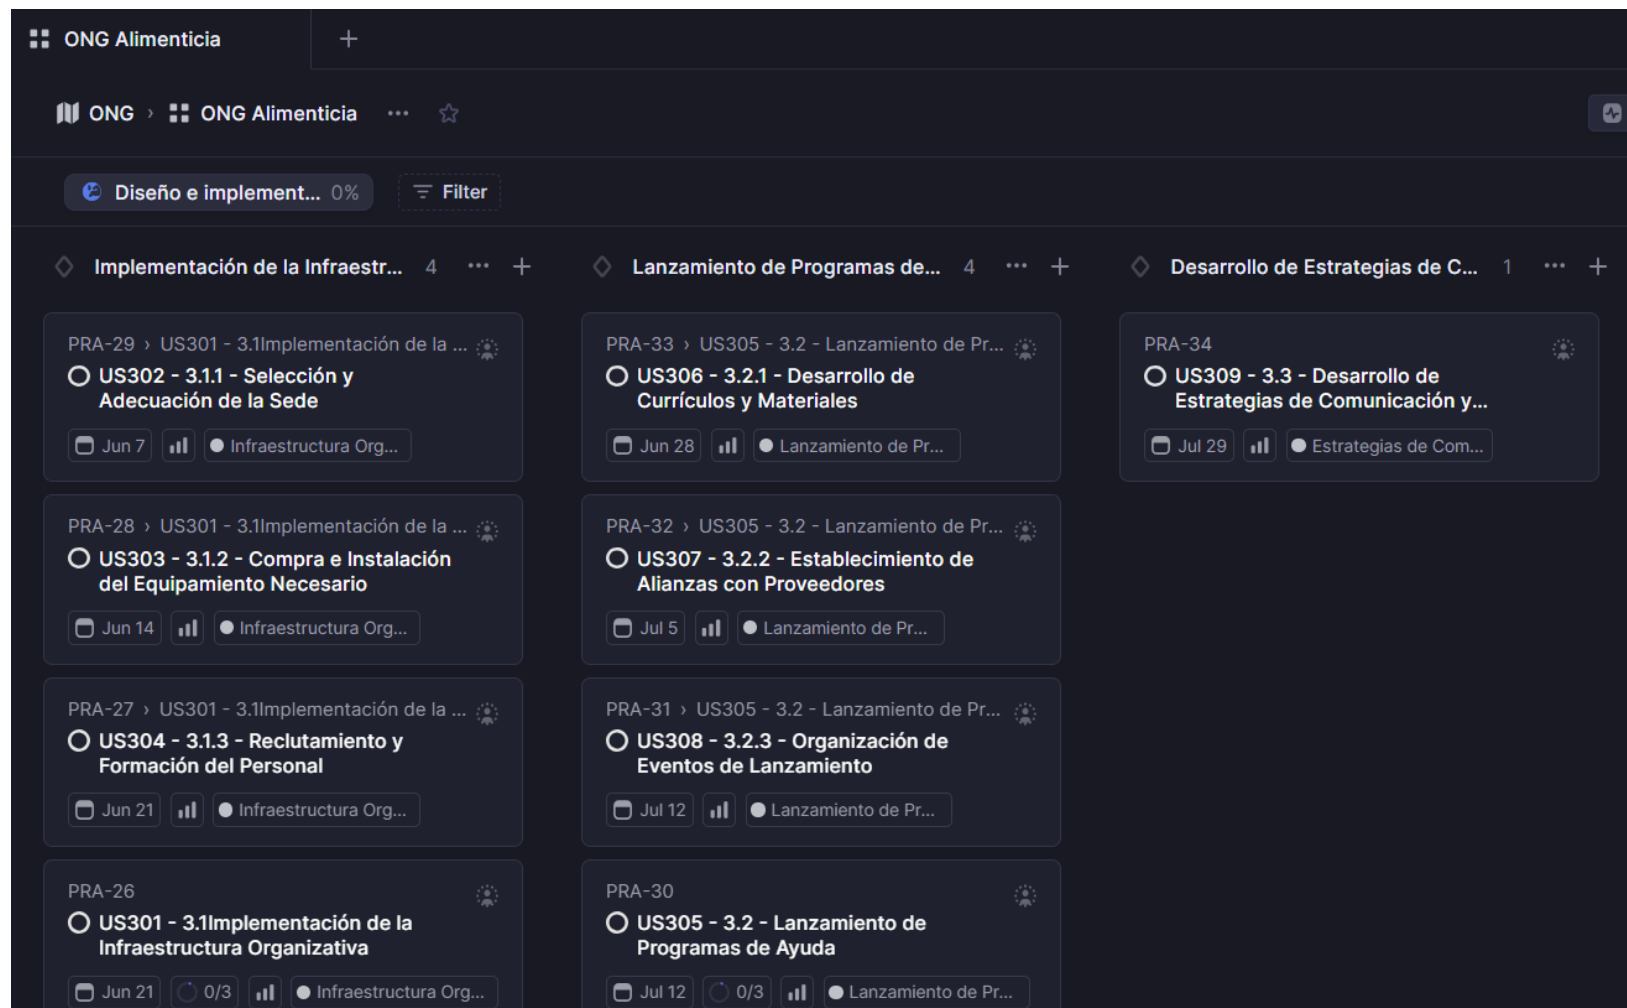 ONG Alimenticia
ONG › ONG Alimenticia
Diseño e implement... 0%
Filter
Implementación de la Infraestr... 4
PRA-29 › US301 - 3.1Implementación de la ...
US302 - 3.1.1 - Selección y
Adecuación de la Sede
Jun 7
Infraestructura Org...
PRA-28 › US301 - 3.1Implementación de la ...
US303 - 3.1.2 - Compra e Instalación
del Equipamiento Necesario
Jun 14
Infraestructura Org...
PRA-27 › US301 - 3.1Implementación de la ...
US304 - 3.1.3 - Reclutamiento y
Formación del Personal
Jun 21
Infraestructura Org...
PRA-26
US301 - 3.1Implementación de la
Infraestructura Organizativa
Jun 21
0/3
Infraestructura Org...
Lanzamiento de Programas de... 4
PRA-33 › US305 - 3.2 - Lanzamiento de Pr...
US306 - 3.2.1 - Desarrollo de
Currículos y Materiales
Jun 28
Lanzamiento de Pr...
PRA-32 › US305 - 3.2 - Lanzamiento de Pr...
US307 - 3.2.2 - Establecimiento de
Alianzas con Proveedores
Jul 5
Lanzamiento de Pr...
PRA-31 › US305 - 3.2 - Lanzamiento de Pr...
US308 - 3.2.3 - Organización de
Eventos de Lanzamiento
Jul 12
Lanzamiento de Pr...
PRA-30
US305 - 3.2 - Lanzamiento de
Programas de Ayuda
Jul 12
0/3
Lanzamiento de Pr...
Desarrollo de Estrategias de C... 1
PRA-34
US309 - 3.3 - Desarrollo de
Estrategias de Comunicación y...
Jul 29
Estrategias de Com...